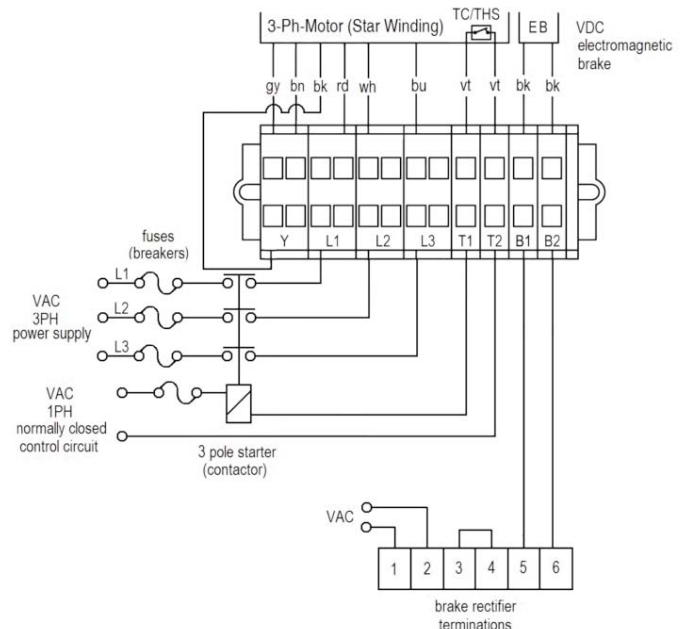 3-Ph-Motor (Star Winding)
TC/THS
EB
VDC
electromagnetic
brake
gy bn bk rd wh bu vt vt bk bk
Y L1 L2 L3 T1 T2 B1 B2
fuses
(breakers)
L1
L2
L3
VAC
3PH
power supply
VAC
1PH
normally closed
control circuit
3 pole starter
(contactor)
VAC
1 2 3 4 5 6
brake rectifier
terminations